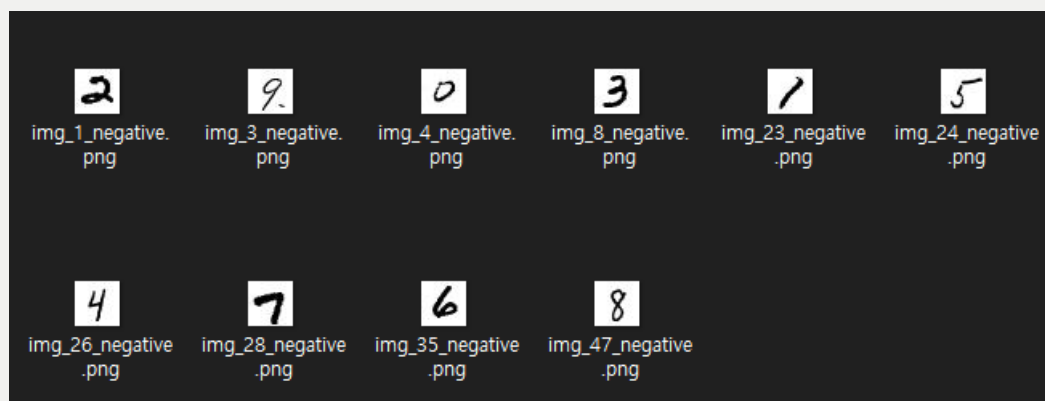 2 9. 0 3 1 5
img_1_negative. img_3_negative. img_4_negative. img_8_negative. img_23_negative img_24_negative
png png png png .png .png
4 7 6 8
img_26_negative img_28_negative img_35_negative img_47_negative
.png .png .png .png